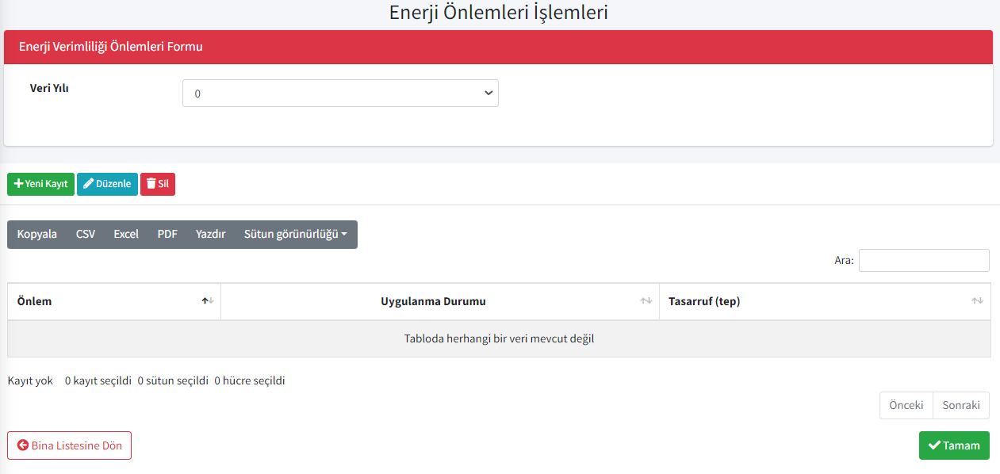 Enerji Önlemleri İşlemleri
Enerji Verimliliği Önlemleri Formu
Veri Yılı
0
Yeni Kayıt Düzenle Sil
Kopyala CSV Excel PDF Yazdır Sütun görünürlüğü
Ara:
Önlem Uygulanma Durumu Tasarruf (tep)
Tabloda herhangi bir veri mevcut değil
Kayıt yok 0 kayıt seçildi 0 sütun seçildi 0 hücre seçildi
Önceki Sonraki
Bina Listesine Dön Tamam